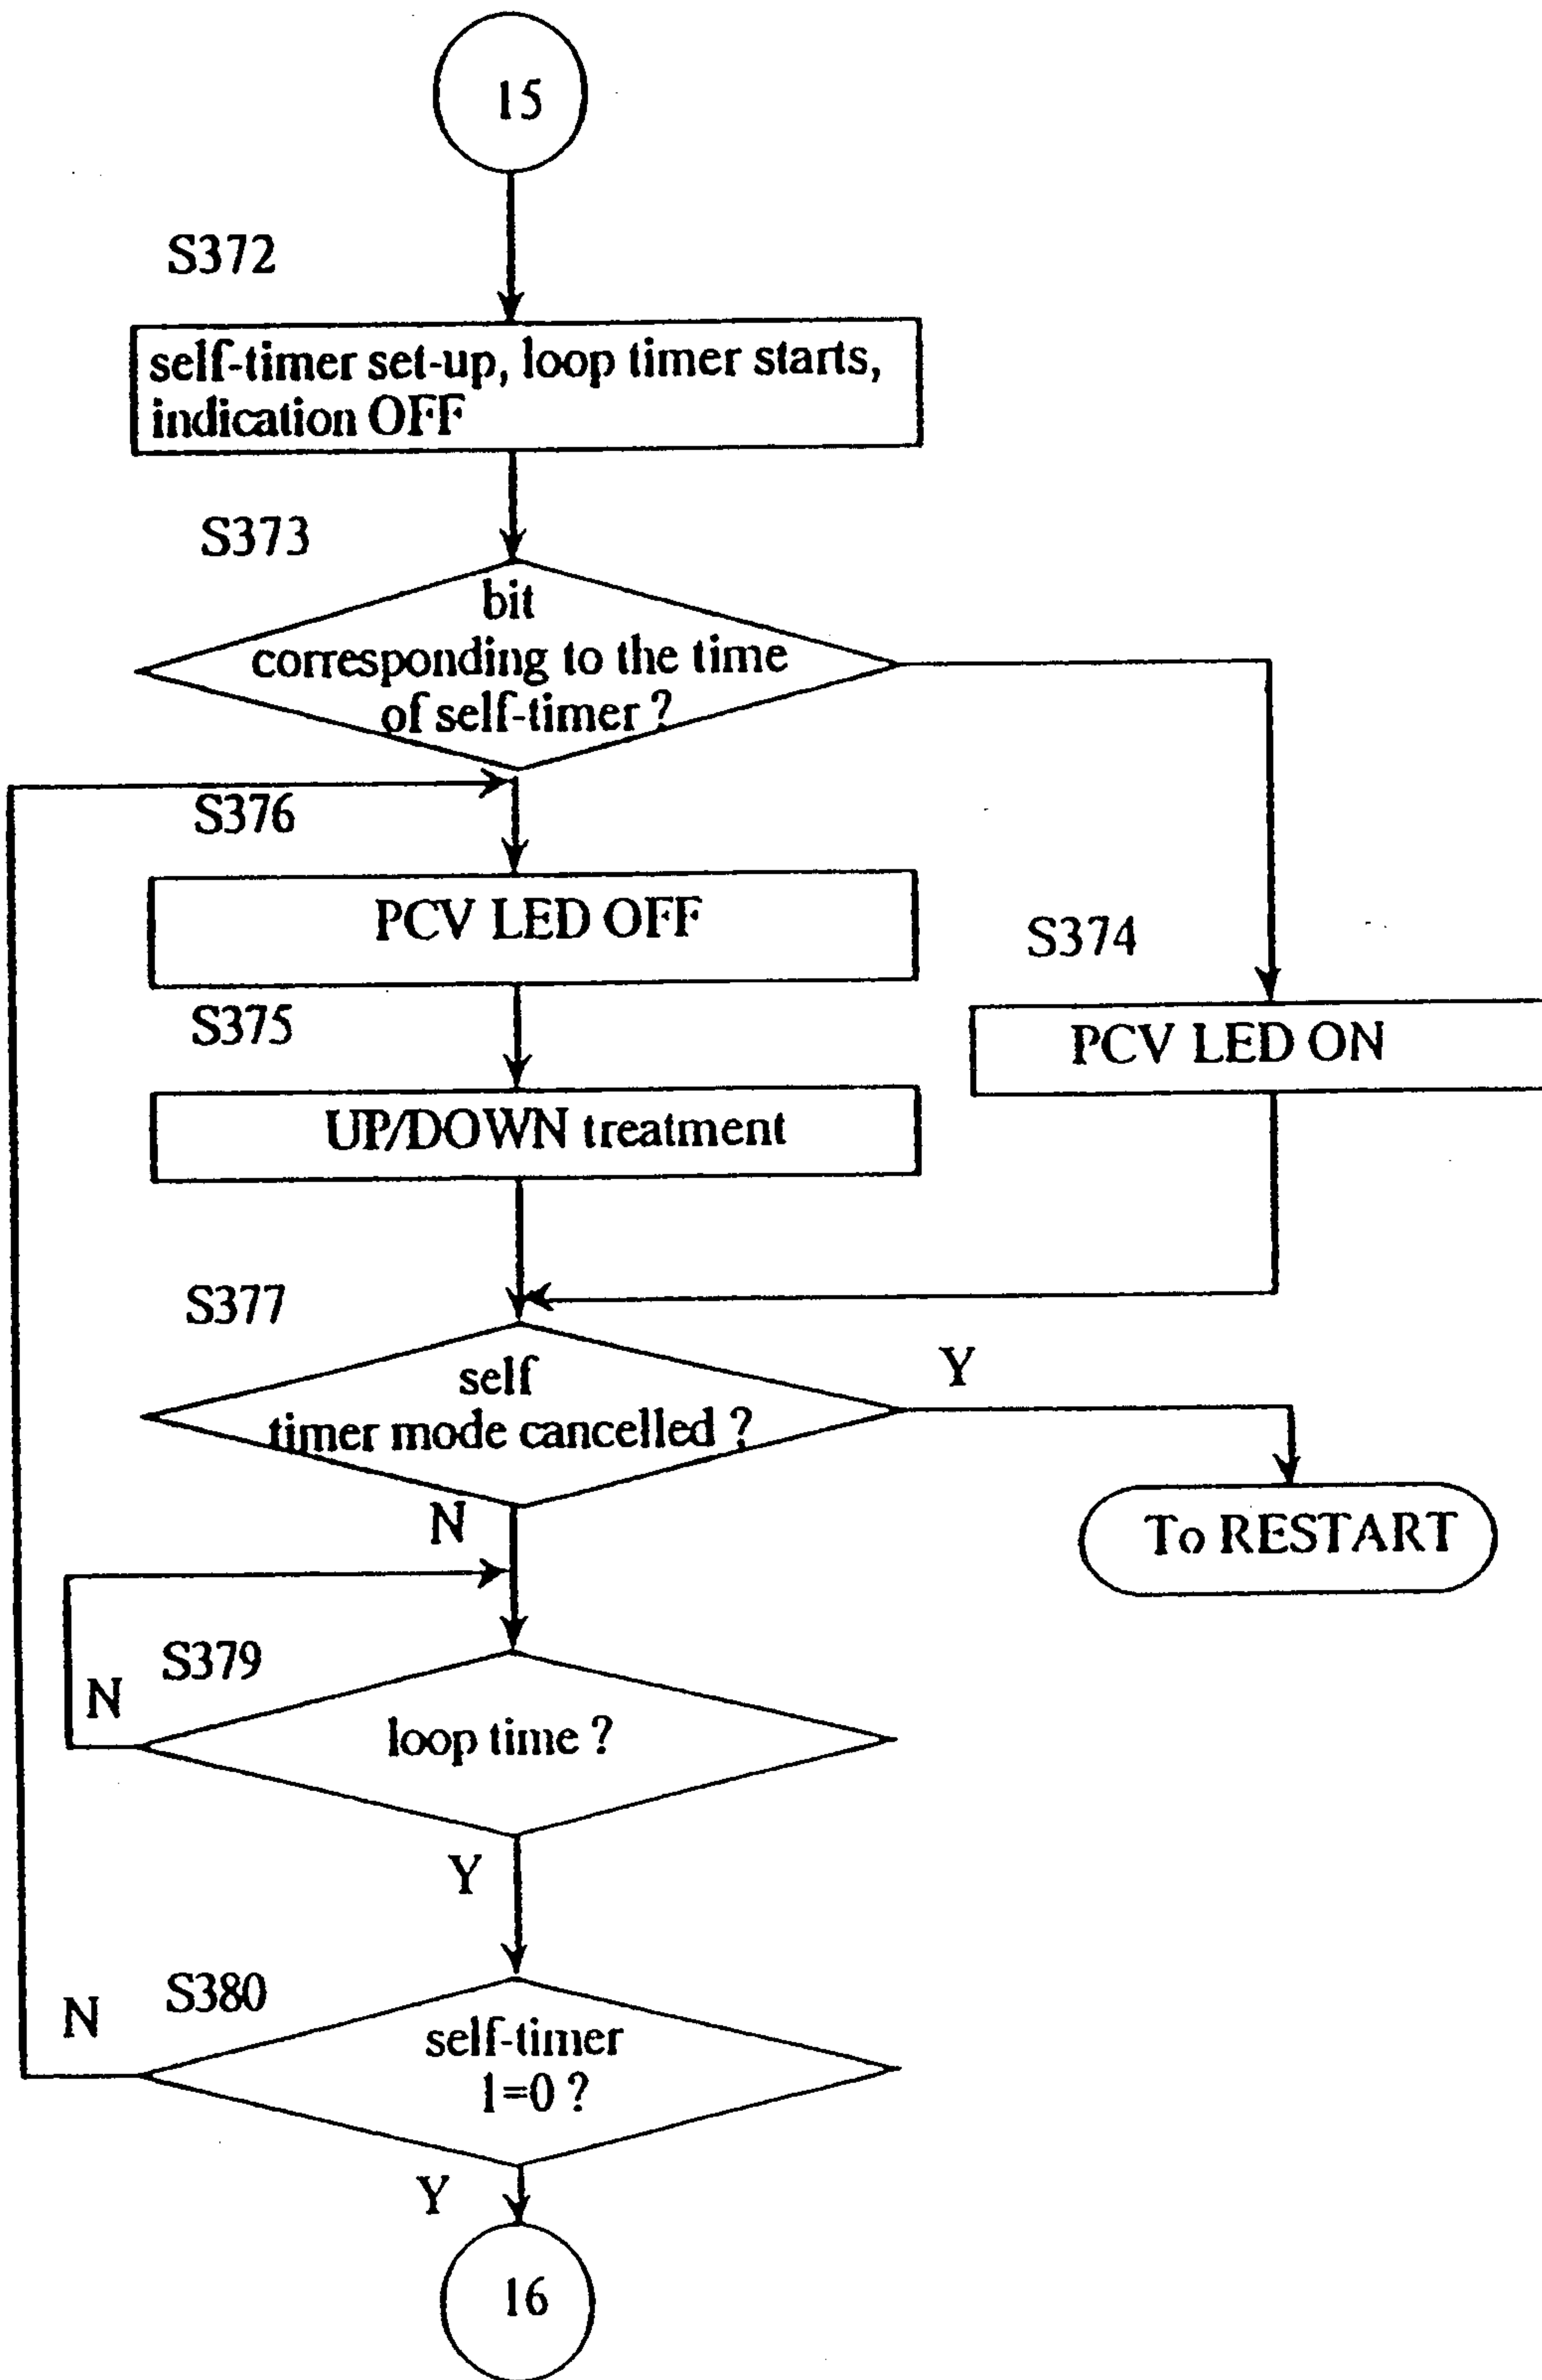 15
S372
self-timer set-up, loop timer starts,
indication OFF
S373
bit
corresponding to the time
of self-timer ?
S376
PCV LED OFF
S374
S375
PCV LED ON
UP/DOWN treatment
S377
self
timer mode cancelled ?
Y
N
To RESTART
S379
N
loop time ?
Y
S380
N
self-timer
1=0 ?
Y
16